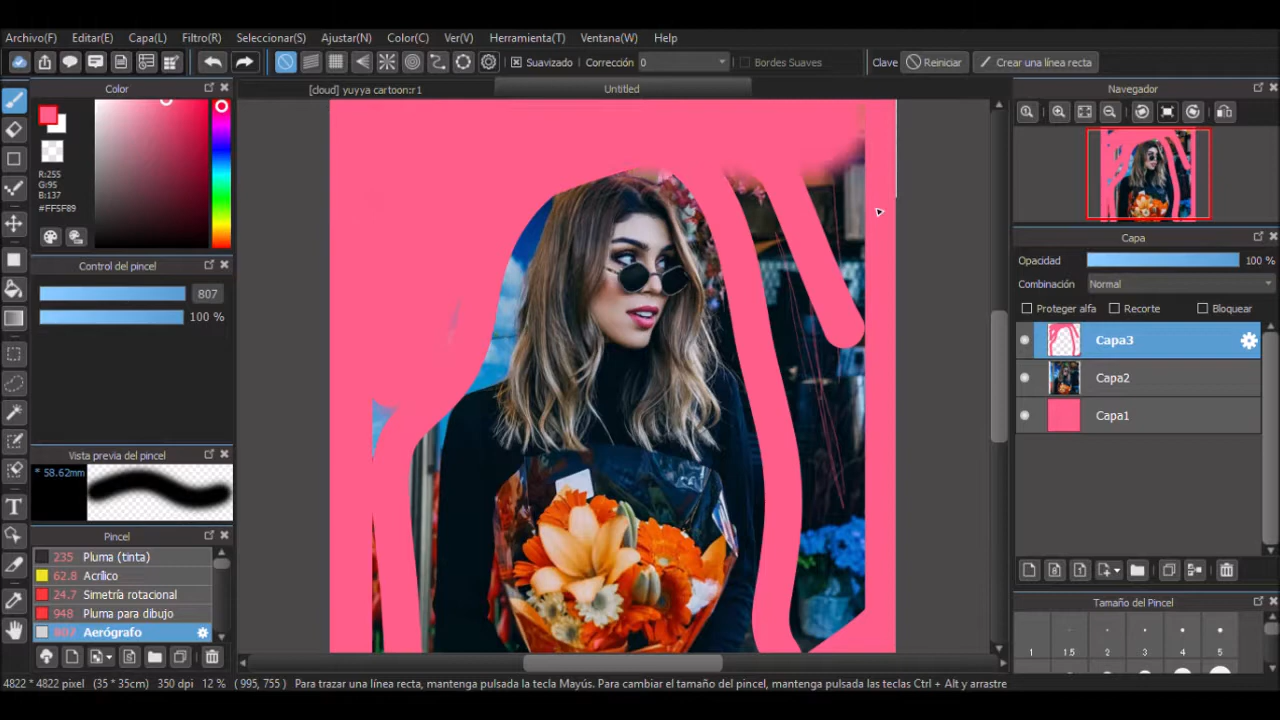 Archivo(F) Editar(E) Capa(L) Filtro(R) Seleccionar(S) Ajustar(N) Color(C) Ver(V) Herramienta(T) Ventana(W) Help
Suavizado Corrección 0 Bordes Suaves Clave Reiniciar Crear una línea recta
Color
[cloud] yuyya cartoon:r1
Untitled
R:255
G:95
B:137
#FF5F89
Control del pincel
807
100 %
Vista previa del pincel
* 58.62mm
Pincel
235 Pluma (tinta)
62.8 Acrílico
24.7 Simetría rotacional
948 Pluma para dibujo
807 Aerógrafo
Navegador
Capa
Opacidad 100 %
Combinación Normal
Proteger alfa Recorte Bloquear
Capa3
Capa2
Capa1
Tamaño del Pincel
1 1.5 2 3 4 5
4822 * 4822 pixel (35 * 35cm) 350 dpi 12 % ( 995, 755 ) Para trazar una línea recta, mantenga pulsada la tecla Mayús. Para cambiar el tamaño del pincel, mantenga pulsadas las teclas Ctrl + Alt y arrastre